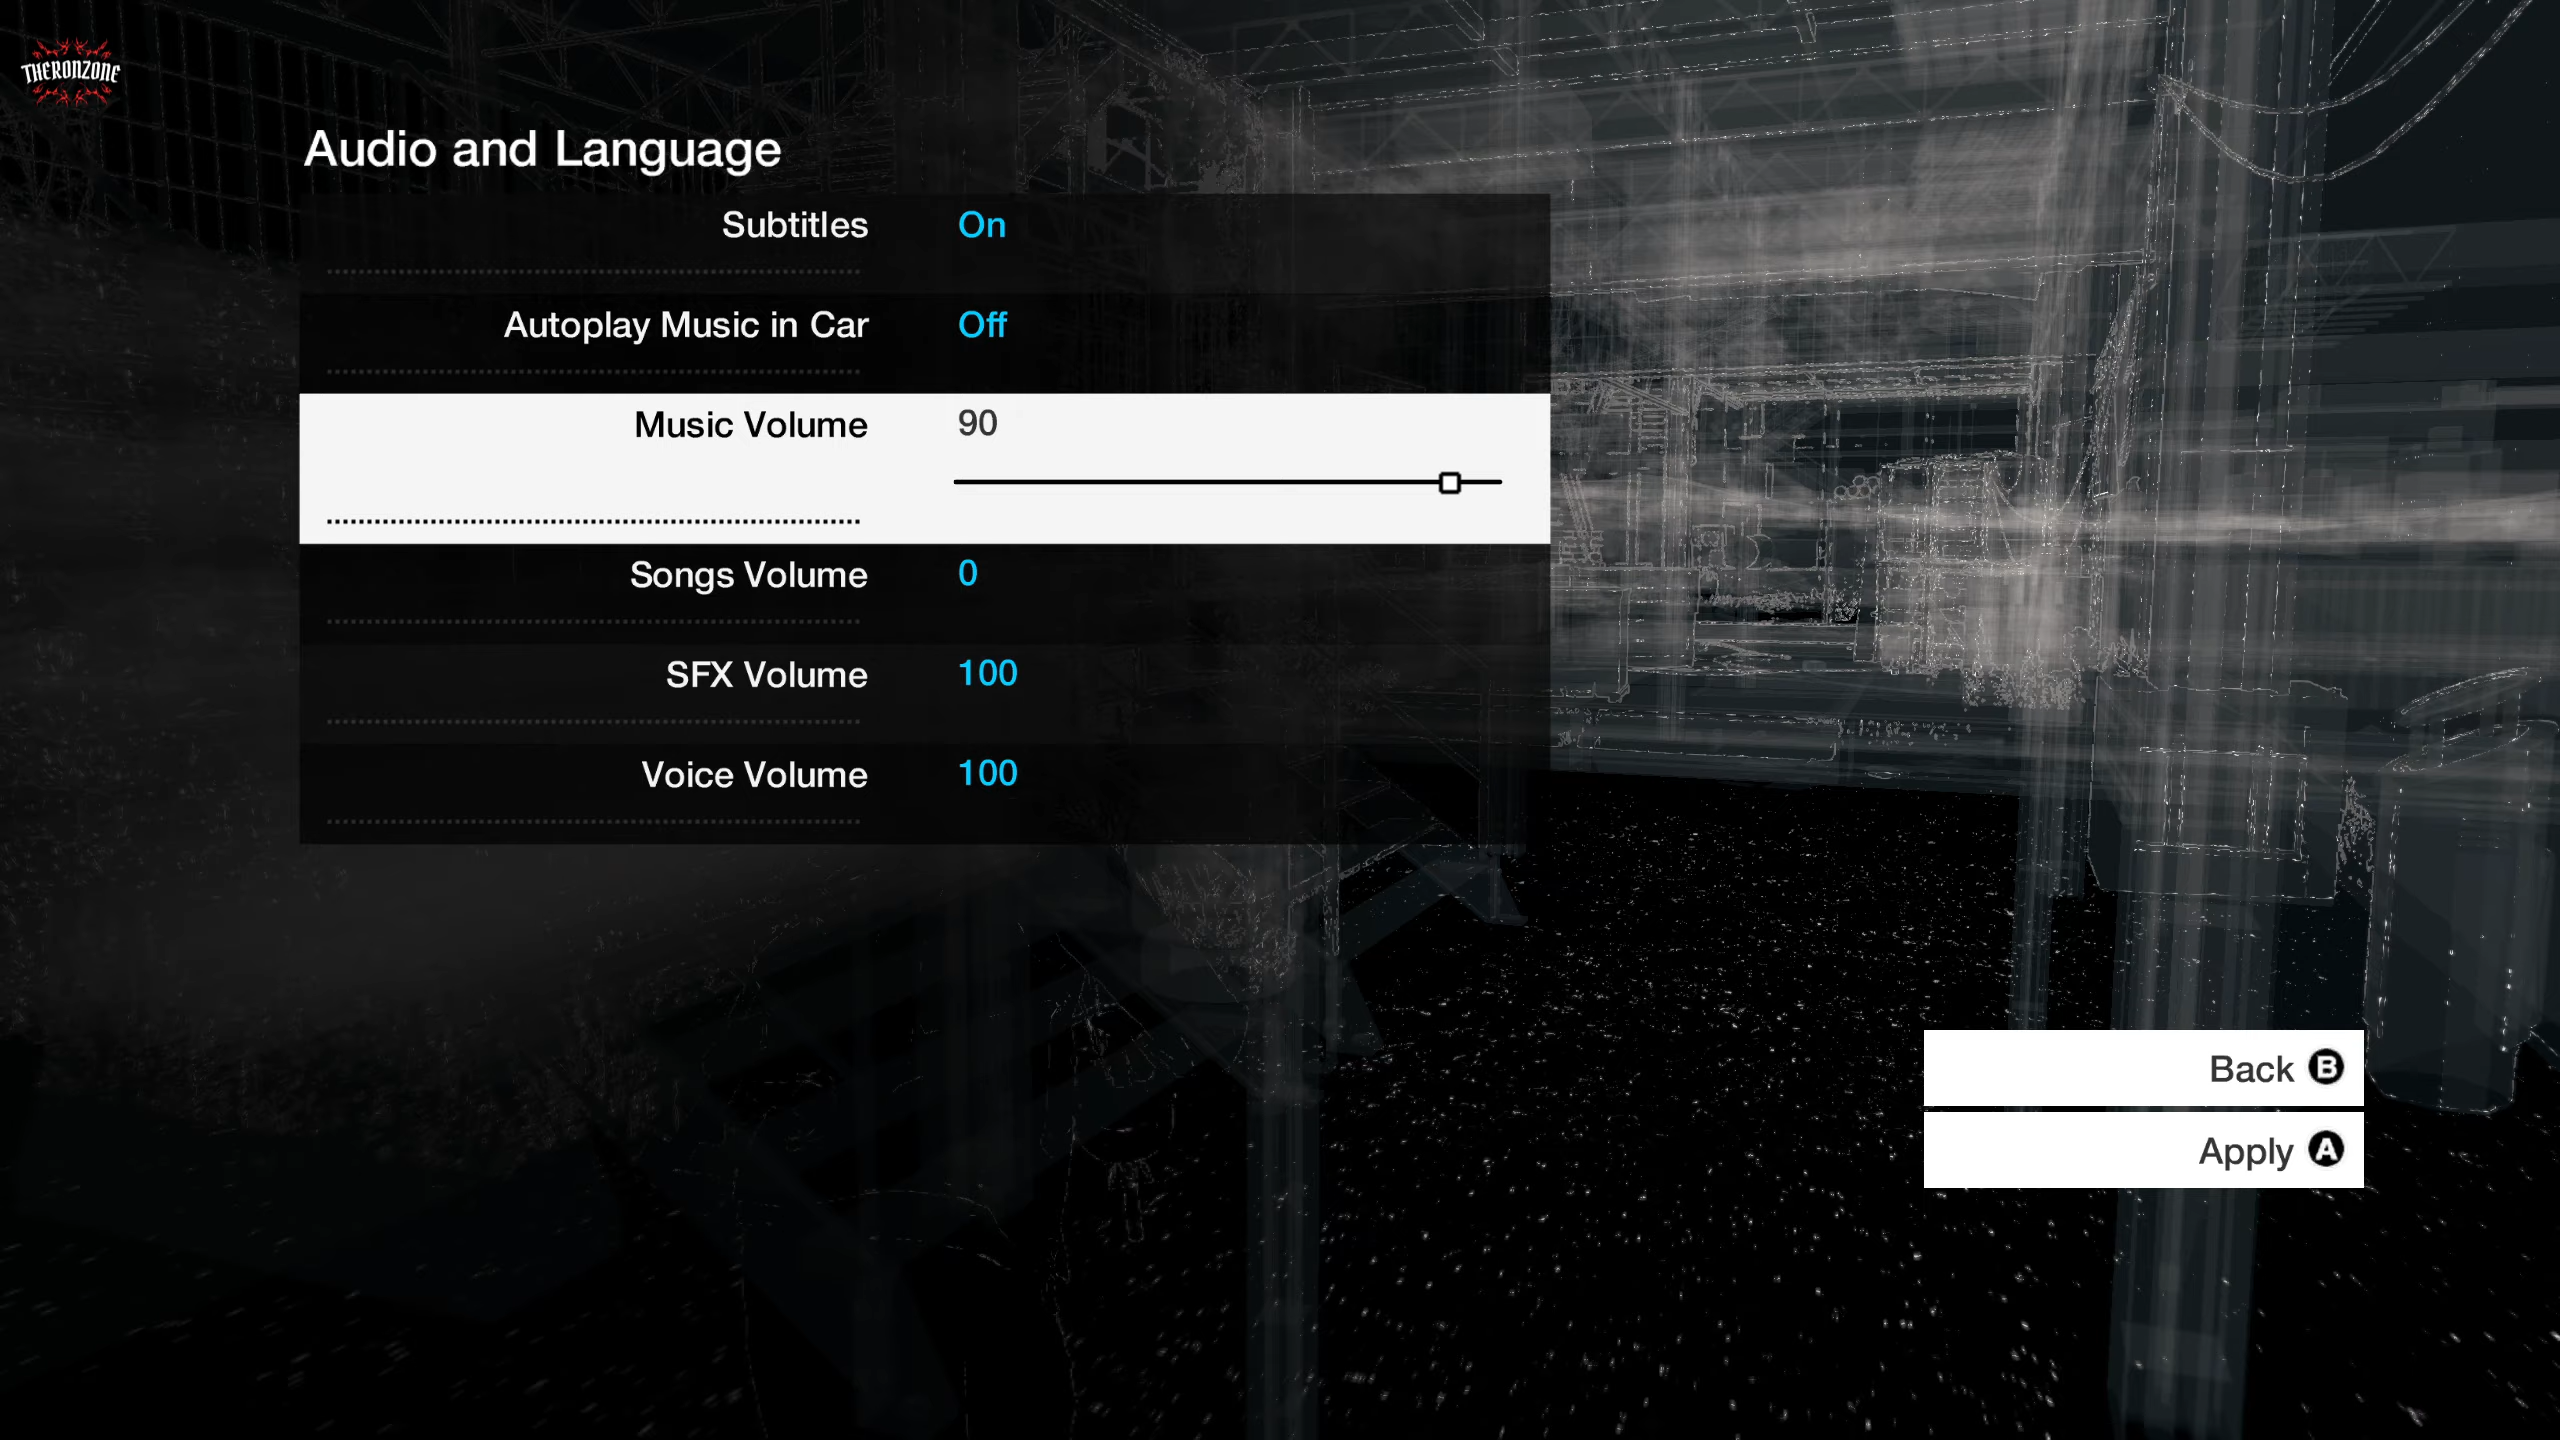 THERONZONE
Audio and Language
Subtitles On
Autoplay Music in Car Off
Music Volume 90
Songs Volume 0
SFX Volume 100
Voice Volume 100
Back B
Apply A